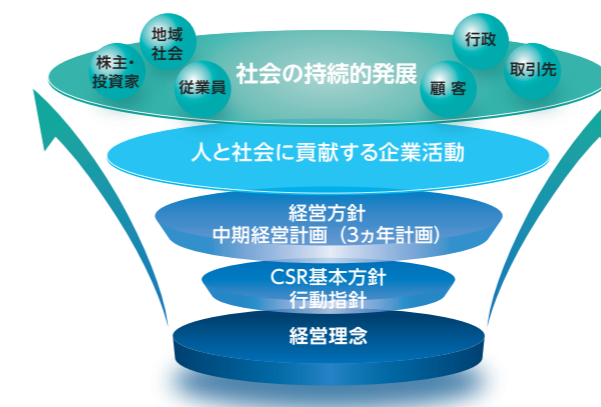 地域
社会
株主・
投資家
従業員
社会の持続的発展
行政
取引先
顧 客
人と社会に貢献する企業活動
経営方針
中期経営計画（3ヵ年計画）
CSR基本方針
行動指針
経営理念